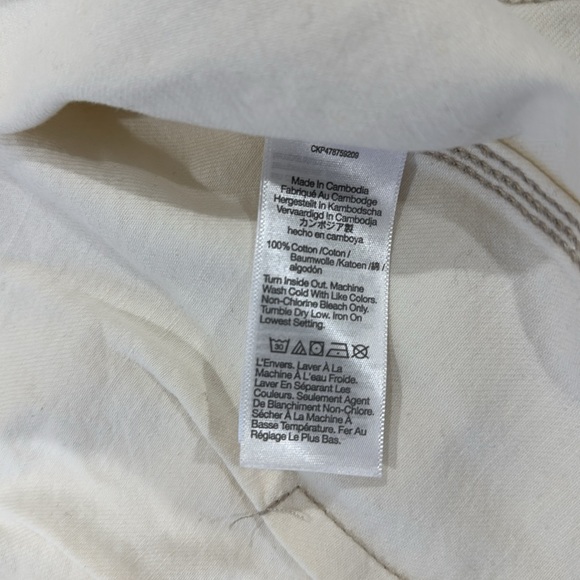 CKP478759209
Made In Cambodia
Fabriqué Au Cambodge
Hergestellt In Kambodscha
Vervaardigd In Cambodja
カンボジア製
hecho en camboya
100% Cotton /Coton /
Baumwolle /Katoen /綿 /
algodón
Turn Inside Out. Machine
Wash Cold With Like Colors.
Non-Chlorine Bleach Only.
Tumble Dry Low. Iron On
Lowest Setting.
30
L'Envers. Laver À La
Machine À L'eau Froide.
Laver En Séparant Les
Couleurs. Seulement Agent
De Blanchiment Non-Chlore.
Sécher À La Machine À
Basse Température. Fer Au
Réglage Le Plus Bas.